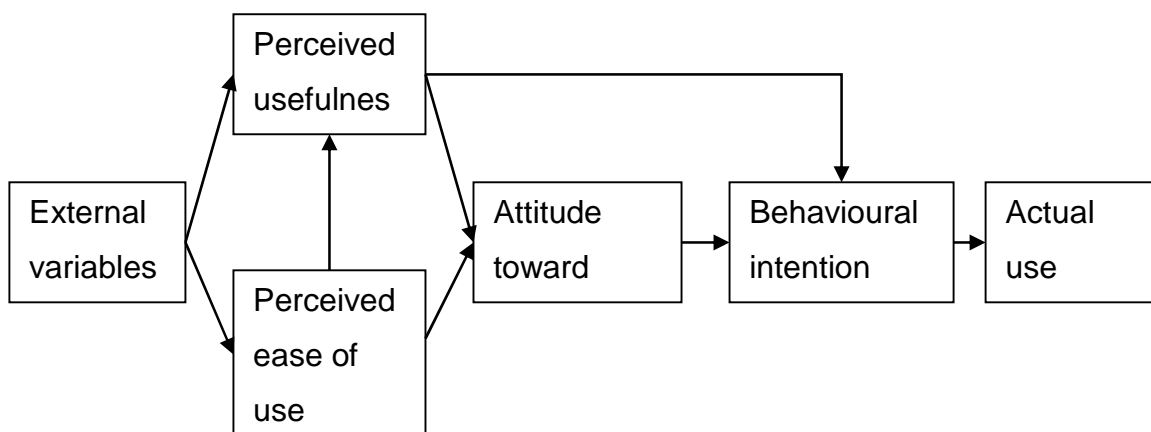 Perceived
usefulnes
External
variables
Perceived
ease of
use
Attitude
toward
Behavioural
intention
Actual
use